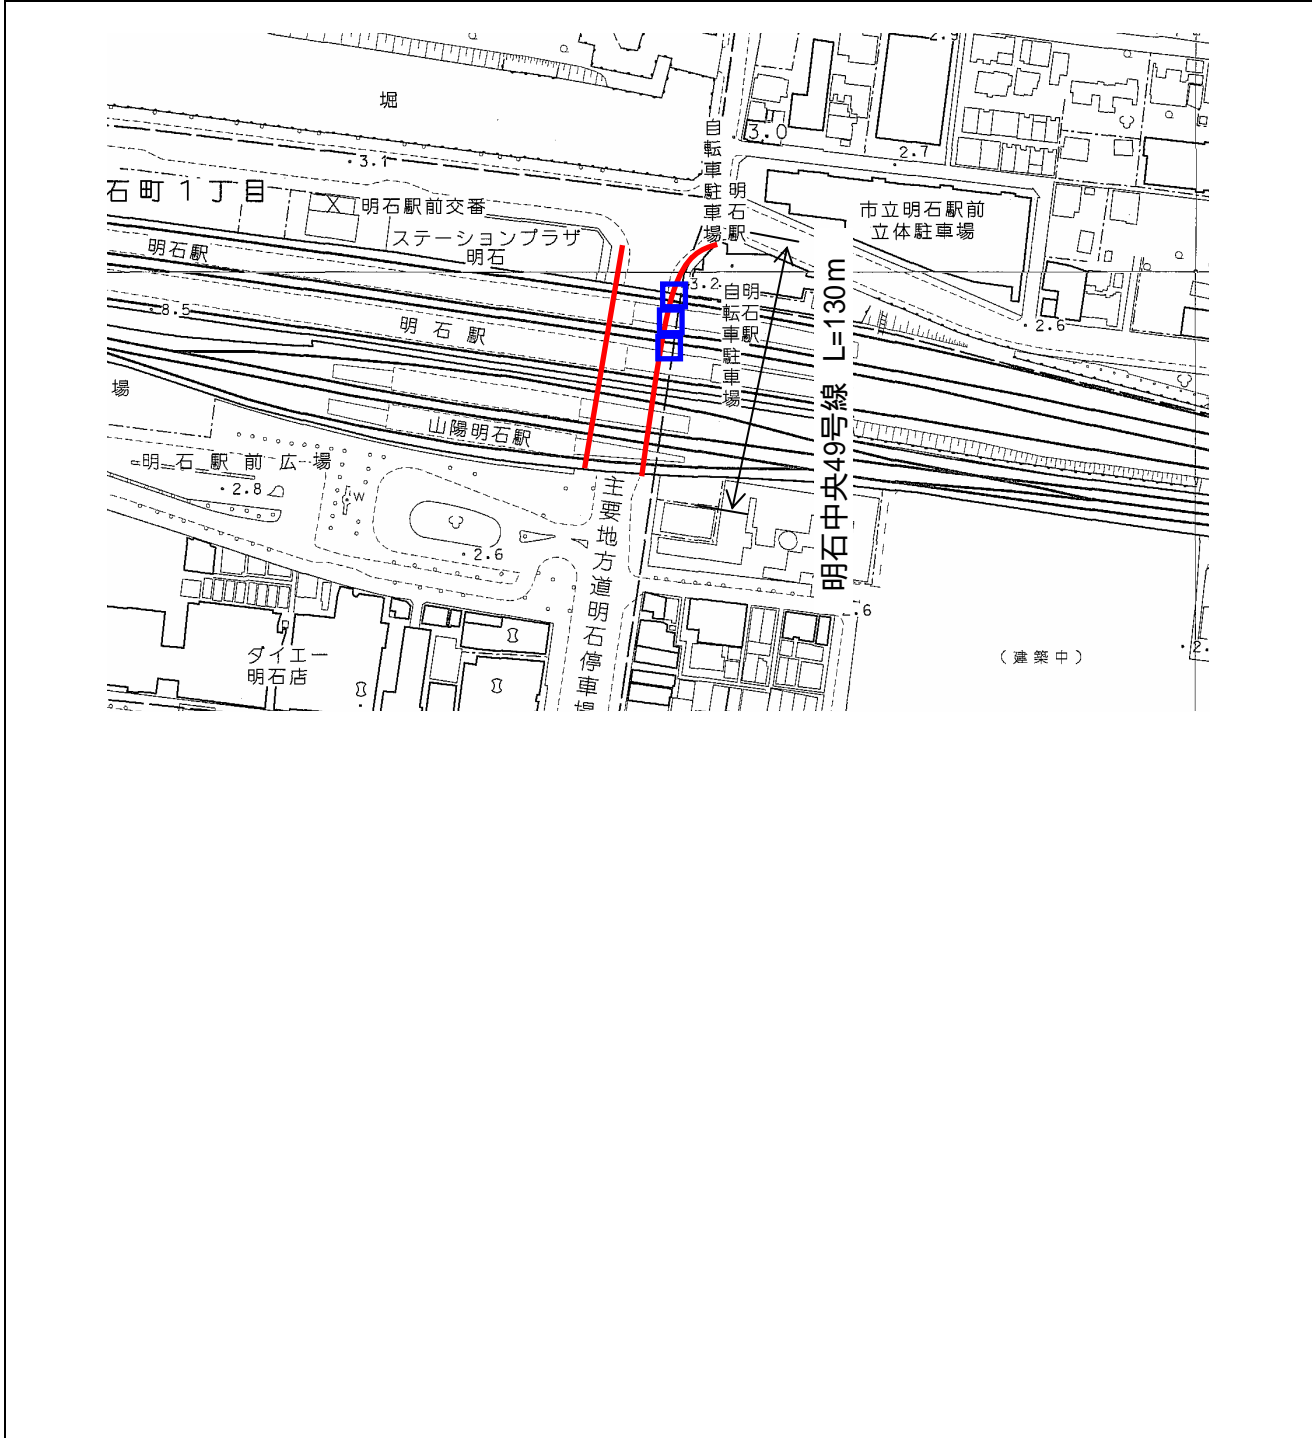 堀
3.0
2.7
3.1
石町1丁目
明石駅前交番
ステーションプラザ
明石
自転車駐車場
明石駅
市立明石駅前
立体駐車場
明石駅
3.2
自転車駐車場
明石駅
8.5
明石駅
2.6
場
山陽明石駅
明石駅前広場
2.8
W
2.6
主要地方道明石停車場
明石中央49号線 L=130m
ダイエー
明石店
(建築中)